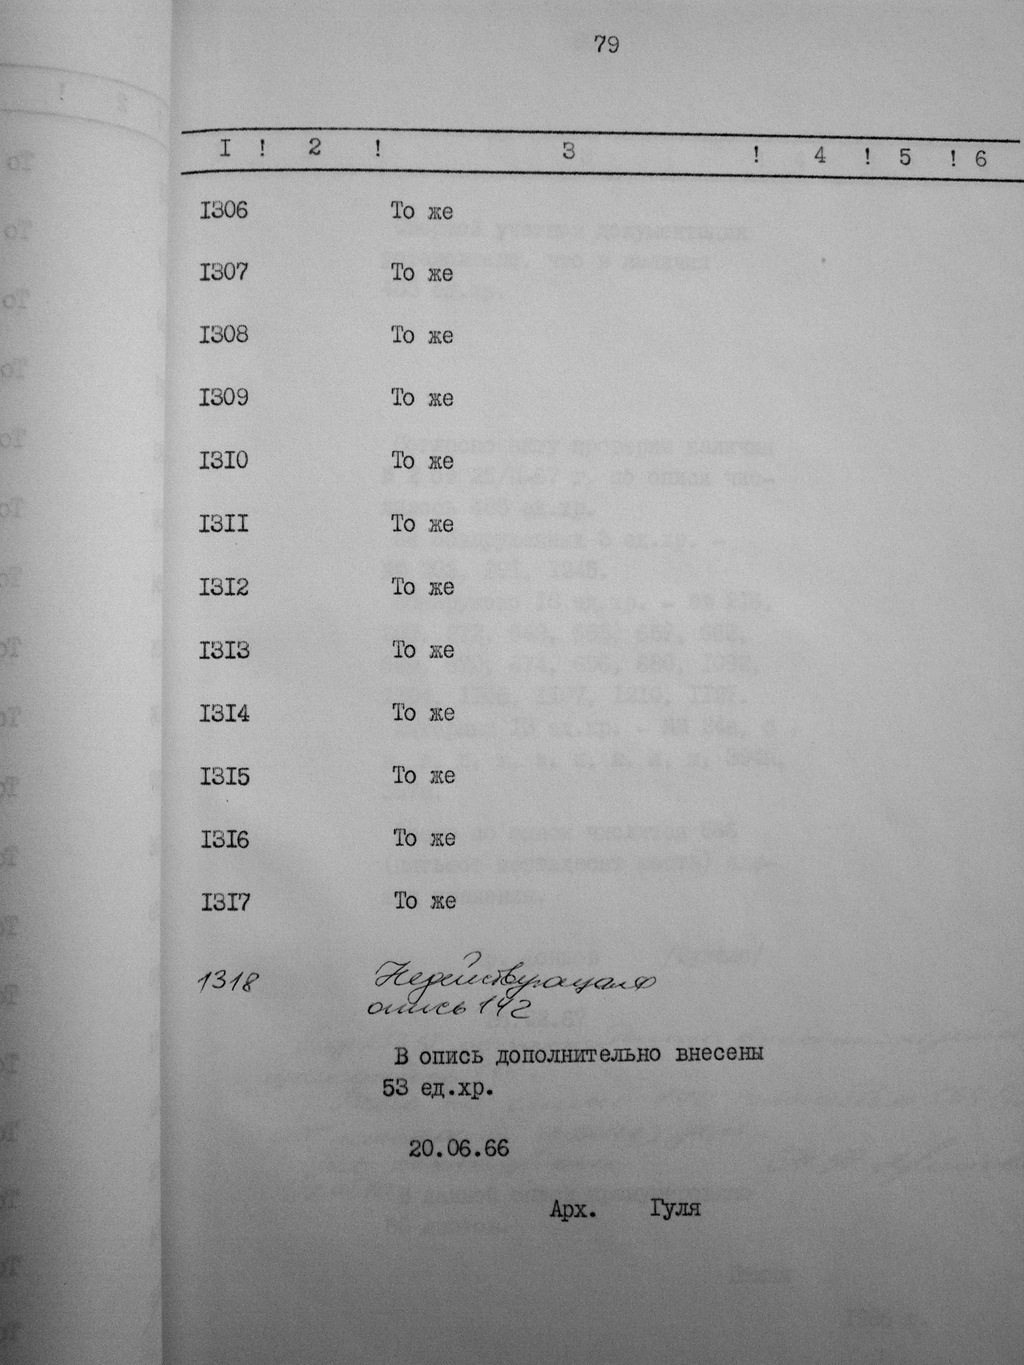 79
I ! 2 ! 3 ! 4 ! 5 ! 6
I306 То же
I307 То же
I308 То же
I309 То же
I3I0 То же
I3II То же
I3I2 То же
I3I3 То же
I3I4 То же
I3I5 То же
I3I6 То же
I3I7 То же
1318 Недействующая
опись 142
В опись дополнительно внесены
53 ед.хр.
20.06.66
Арх. Гуля